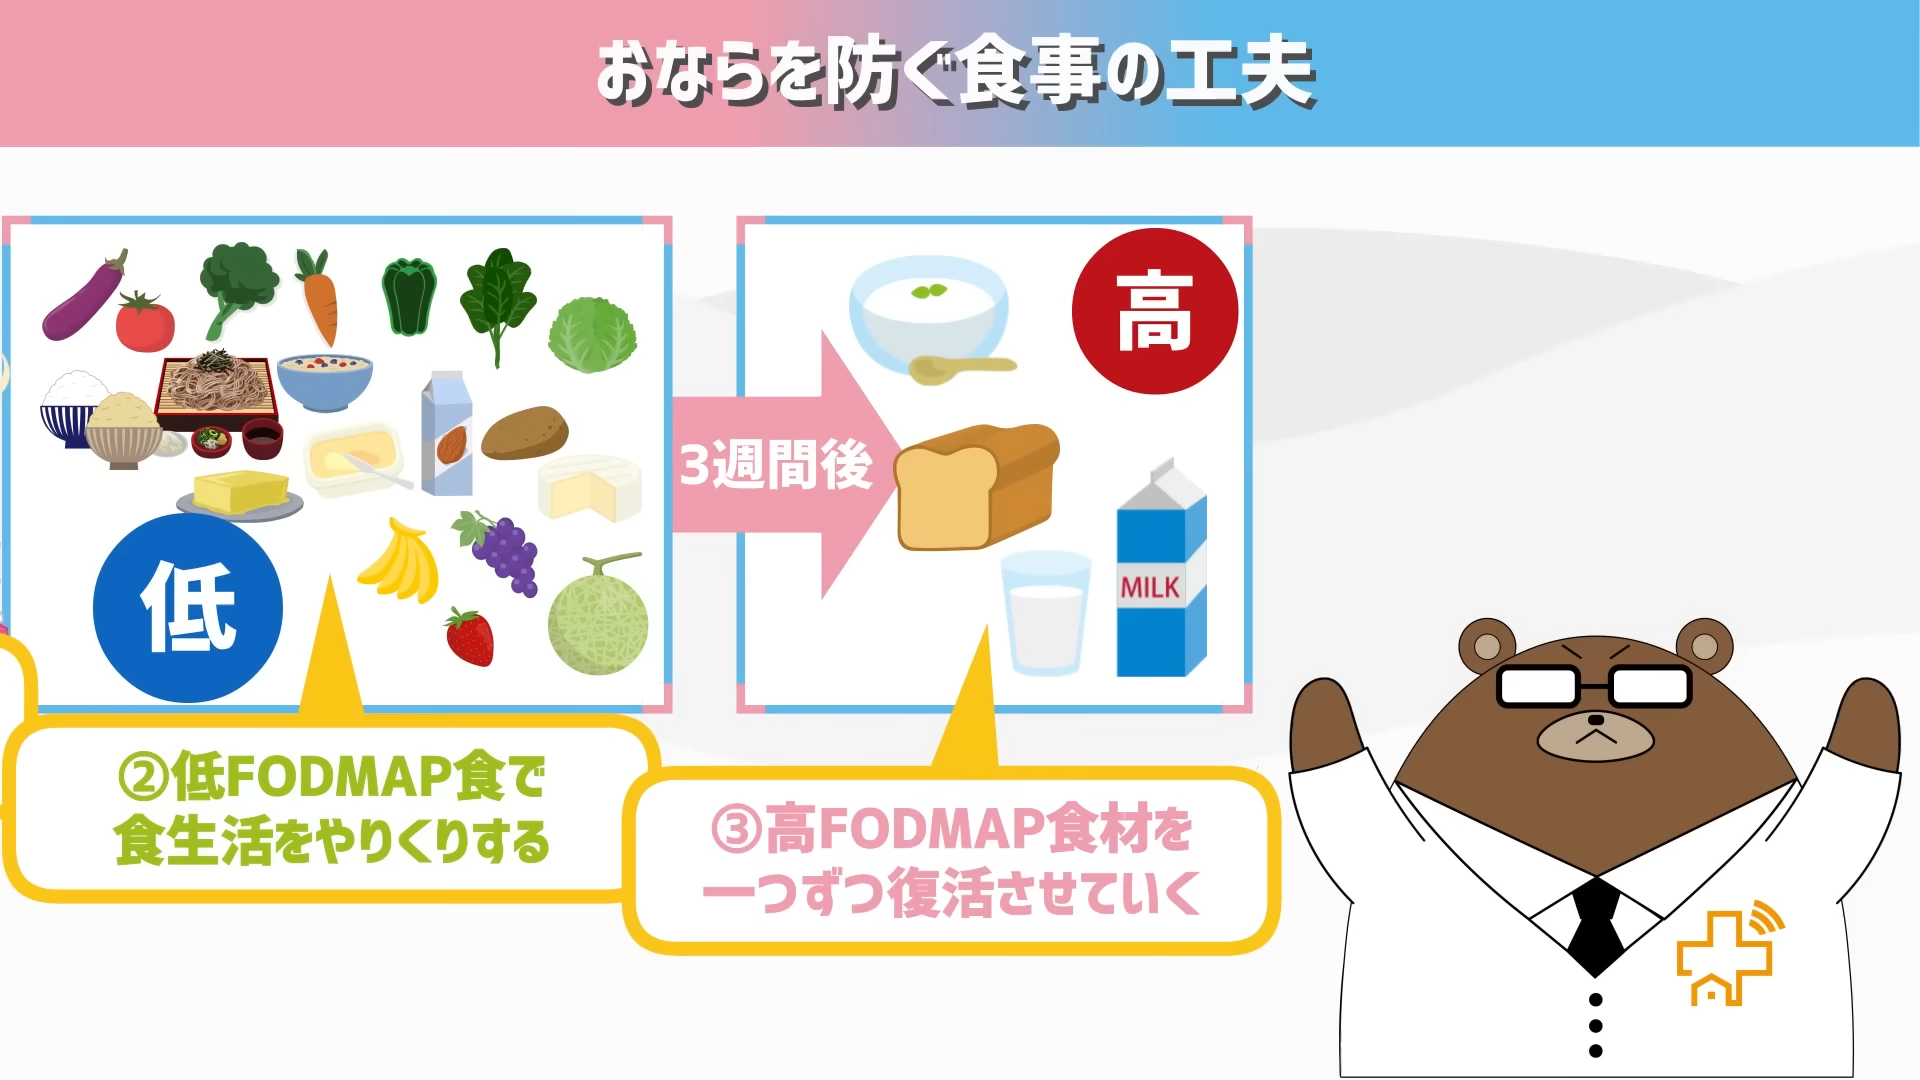 おならを防ぐ食事の工夫
高
3週間後
MILK
低
②低FODMAP食で
食生活をやりくりする
③高FODMAP食材を
一つずつ復活させていく